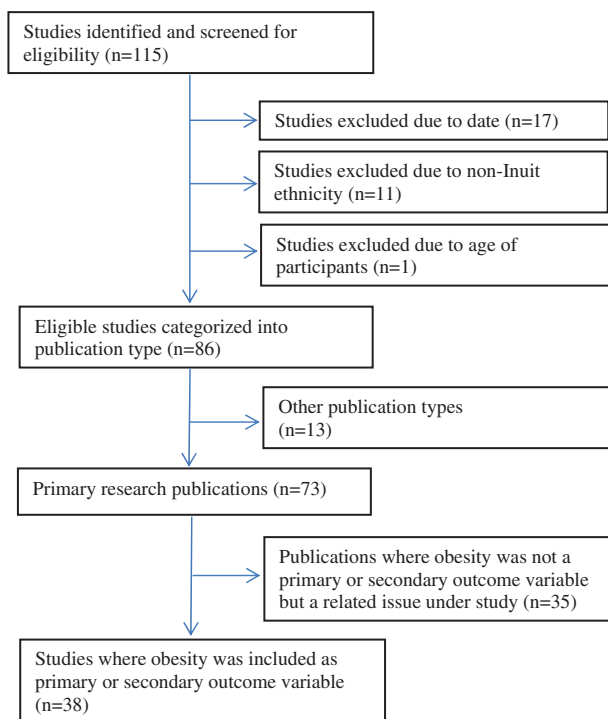 Studies identified and screened for
eligibility (n=115)
Studies excluded due to date (n=17)
Studies excluded due to non-Inuit
ethnicity (n=11)
Studies excluded due to age of
participants (n=1)
Eligible studies categorized into
publication type (n=86)
Other publication types
(n=13)
Primary research publications (n=73)
Publications where obesity was not a
primary or secondary outcome variable
but a related issue under study (n=35)
Studies where obesity was included as
primary or secondary outcome variable
(n=38)